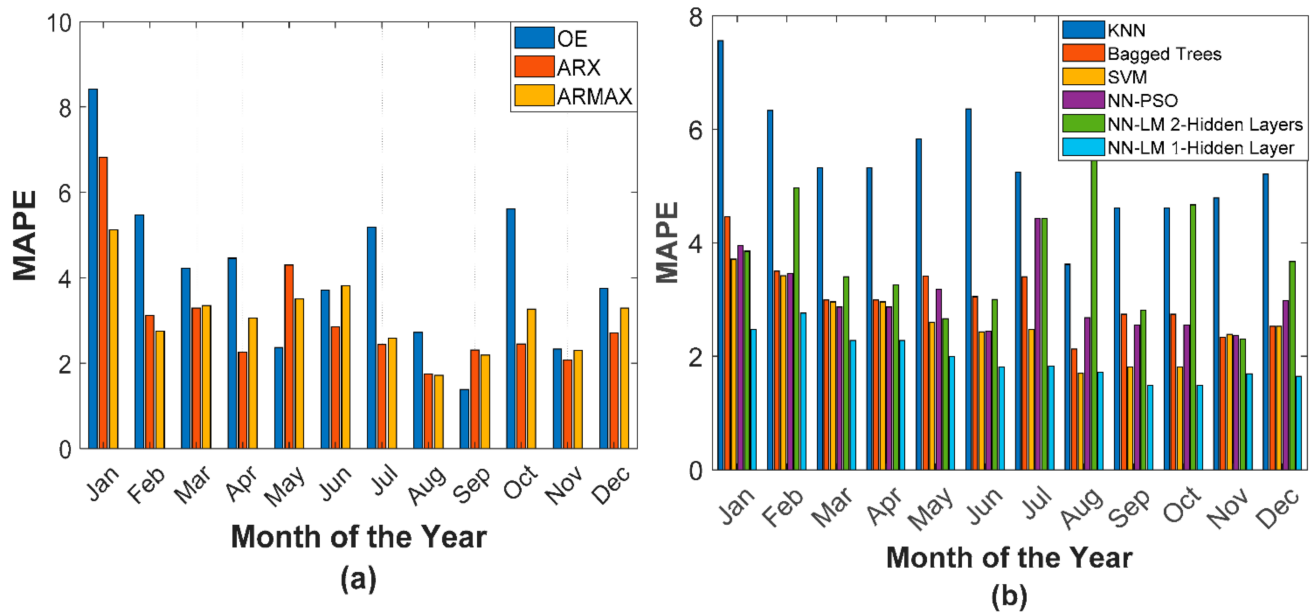 10
8
6
4
2
0
MAPE
OE
ARX
ARMAX
Jan Feb Mar Apr May Jun Jul Aug Sep Oct Nov Dec
Month of the Year
(a)
8
6
4
2
0
MAPE
KNN
Bagged Trees
SVM
NN-PSO
NN-LM 2-Hidden Layers
NN-LM 1-Hidden Layer
Jan Feb Mar Apr May Jun Jul Aug Sep Oct Nov Dec
Month of the Year
(b)